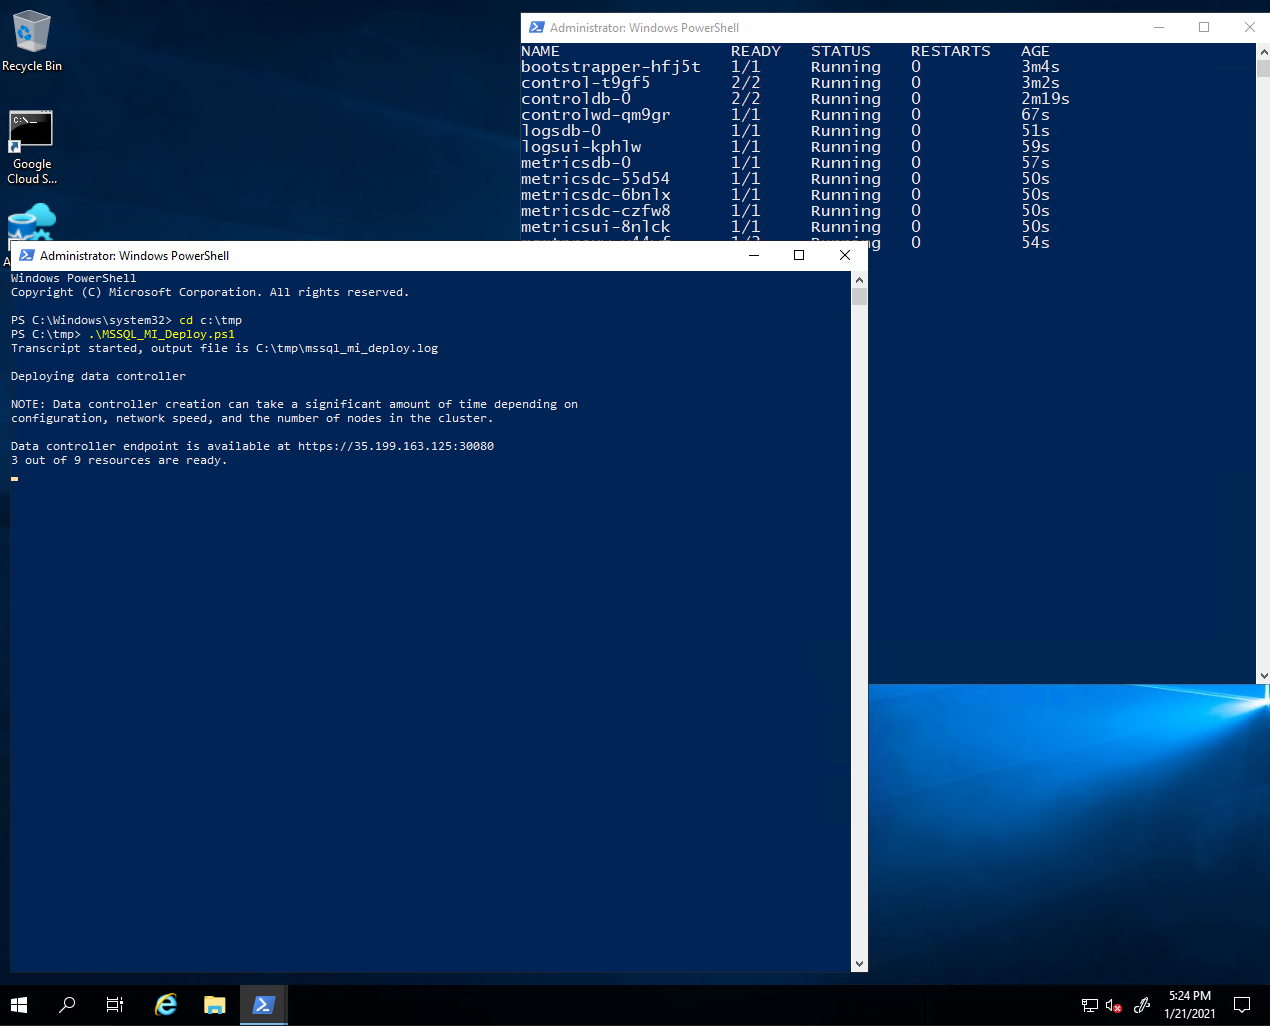 Recycle Bin
Google
Cloud S...
Administrator: Windows PowerShell
NAME READY STATUS RESTARTS AGE
bootstrapper-hfj5t 1/1 Running 0 3m4s
control-t9gf5 2/2 Running 0 3m2s
controldb-0 2/2 Running 0 2m19s
controlwd-qm9gr 1/1 Running 0 67s
logsdb-0 1/1 Running 0 51s
logsui-kphlw 1/1 Running 0 59s
metricsdb-0 1/1 Running 0 57s
metricsdc-55d54 1/1 Running 0 50s
metricsdc-6bnlx 1/1 Running 0 50s
metricsdc-czfw8 1/1 Running 0 50s
metricsui-8nlck 1/1 Running 0 50s
0 54s
Administrator: Windows PowerShell
Windows PowerShell
Copyright (C) Microsoft Corporation. All rights reserved.
PS C:\Windows\system32> cd c:\tmp
PS C:\tmp> .\MSSQL_MI_Deploy.ps1
Transcript started, output file is C:\tmp\mssql_mi_deploy.log
Deploying data controller
NOTE: Data controller creation can take a significant amount of time depending on
configuration, network speed, and the number of nodes in the cluster.
Data controller endpoint is available at https://35.199.163.125:30080
3 out of 9 resources are ready.
5:24 PM
1/21/2021